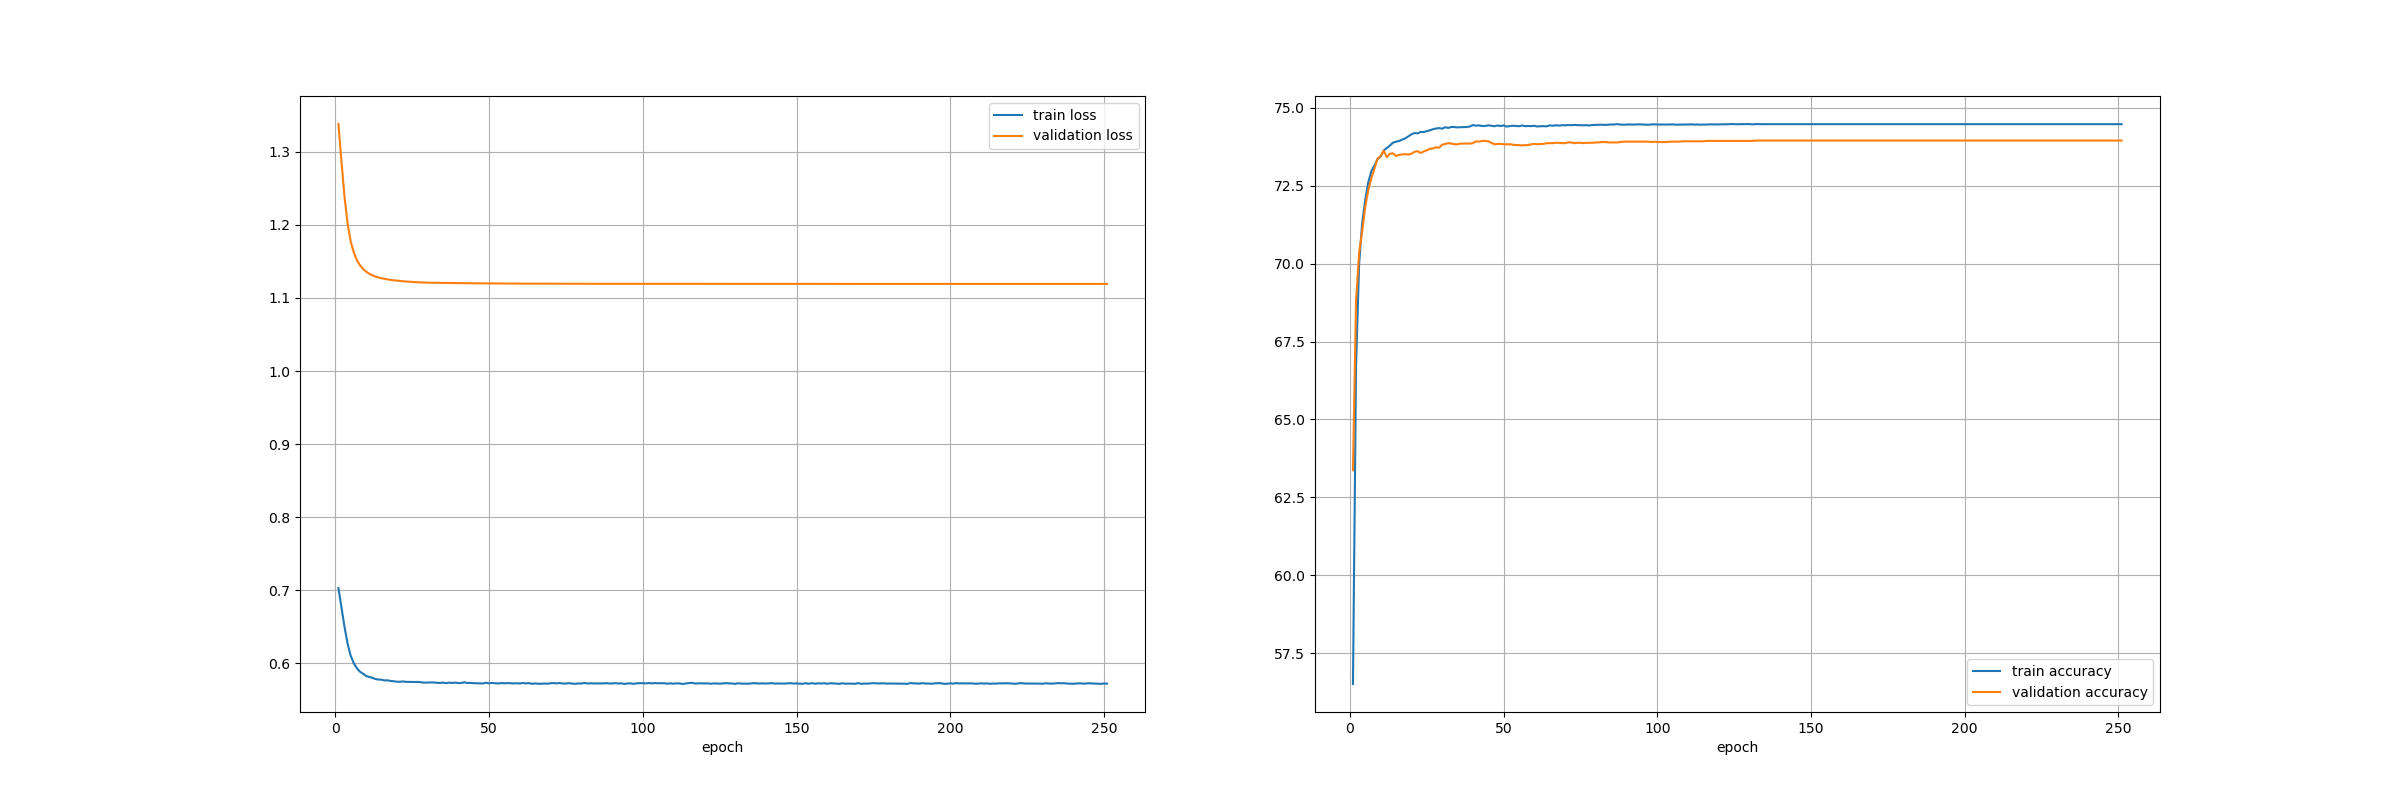 train loss
validation loss
1.3
1.2
1.1
1.0
0.9
0.8
0.7
0.6
0 50 100 150 200 250
epoch
75.0
72.5
70.0
67.5
65.0
62.5
60.0
57.5
train accuracy
validation accuracy
0 50 100 150 200 250
epoch